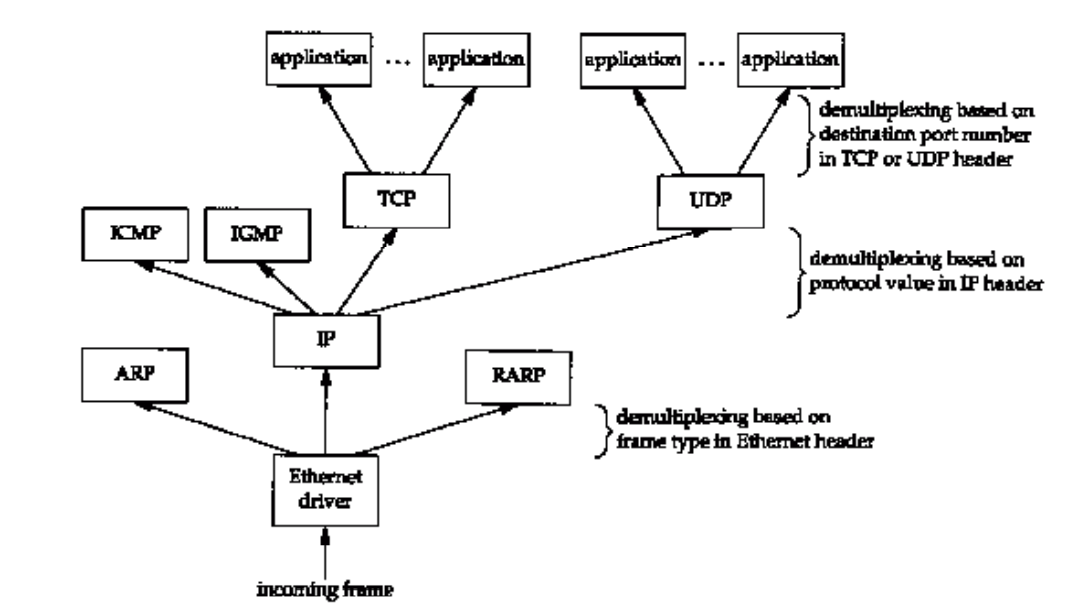 application ... application application ... application
demultiplexing based on
destination port number
in TCP or UDP header
TCP UDP
ICMP IGMP
demultiplexing based on
protocol value in IP header
IP
ARP RARP
demultiplexing based on
frame type in Ethernet header
Ethernet
driver
incoming frame